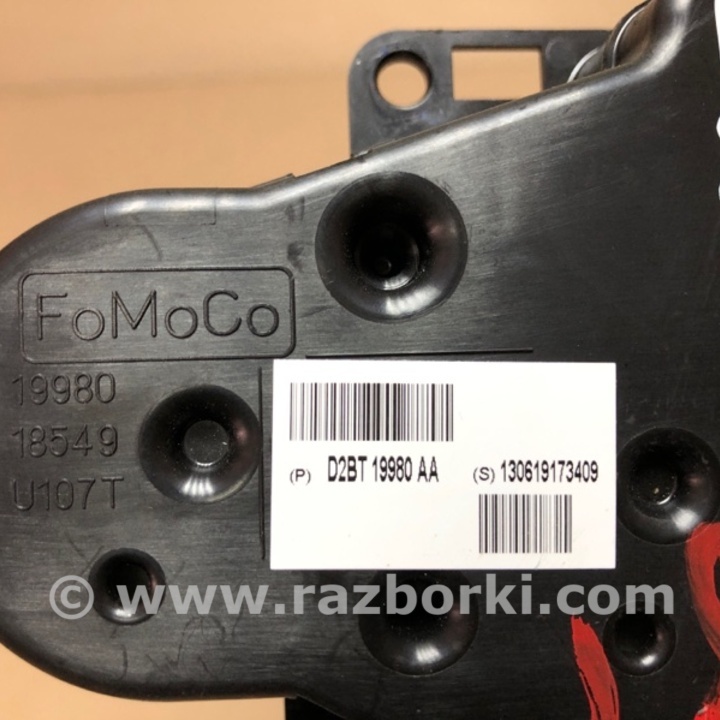 FoMoCo
19980
18549
U107T
(P) D2BT 19980 AA
(S) 130619173409
© www.razborki.com